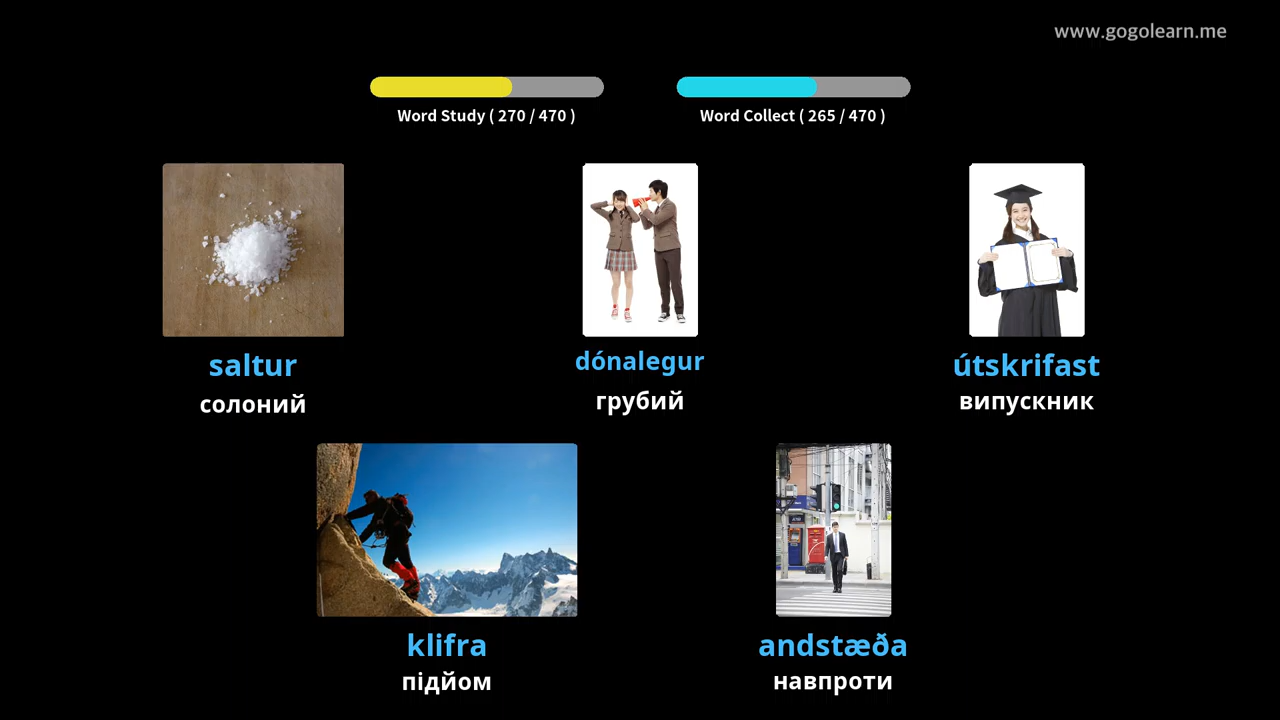 www.gogolearn.me
Word Study ( 270 / 470 )
Word Collect ( 265 / 470 )
saltur
солоний
dónalegur
грубий
útskrifast
випускник
klifra
підйом
andstæða
навпроти